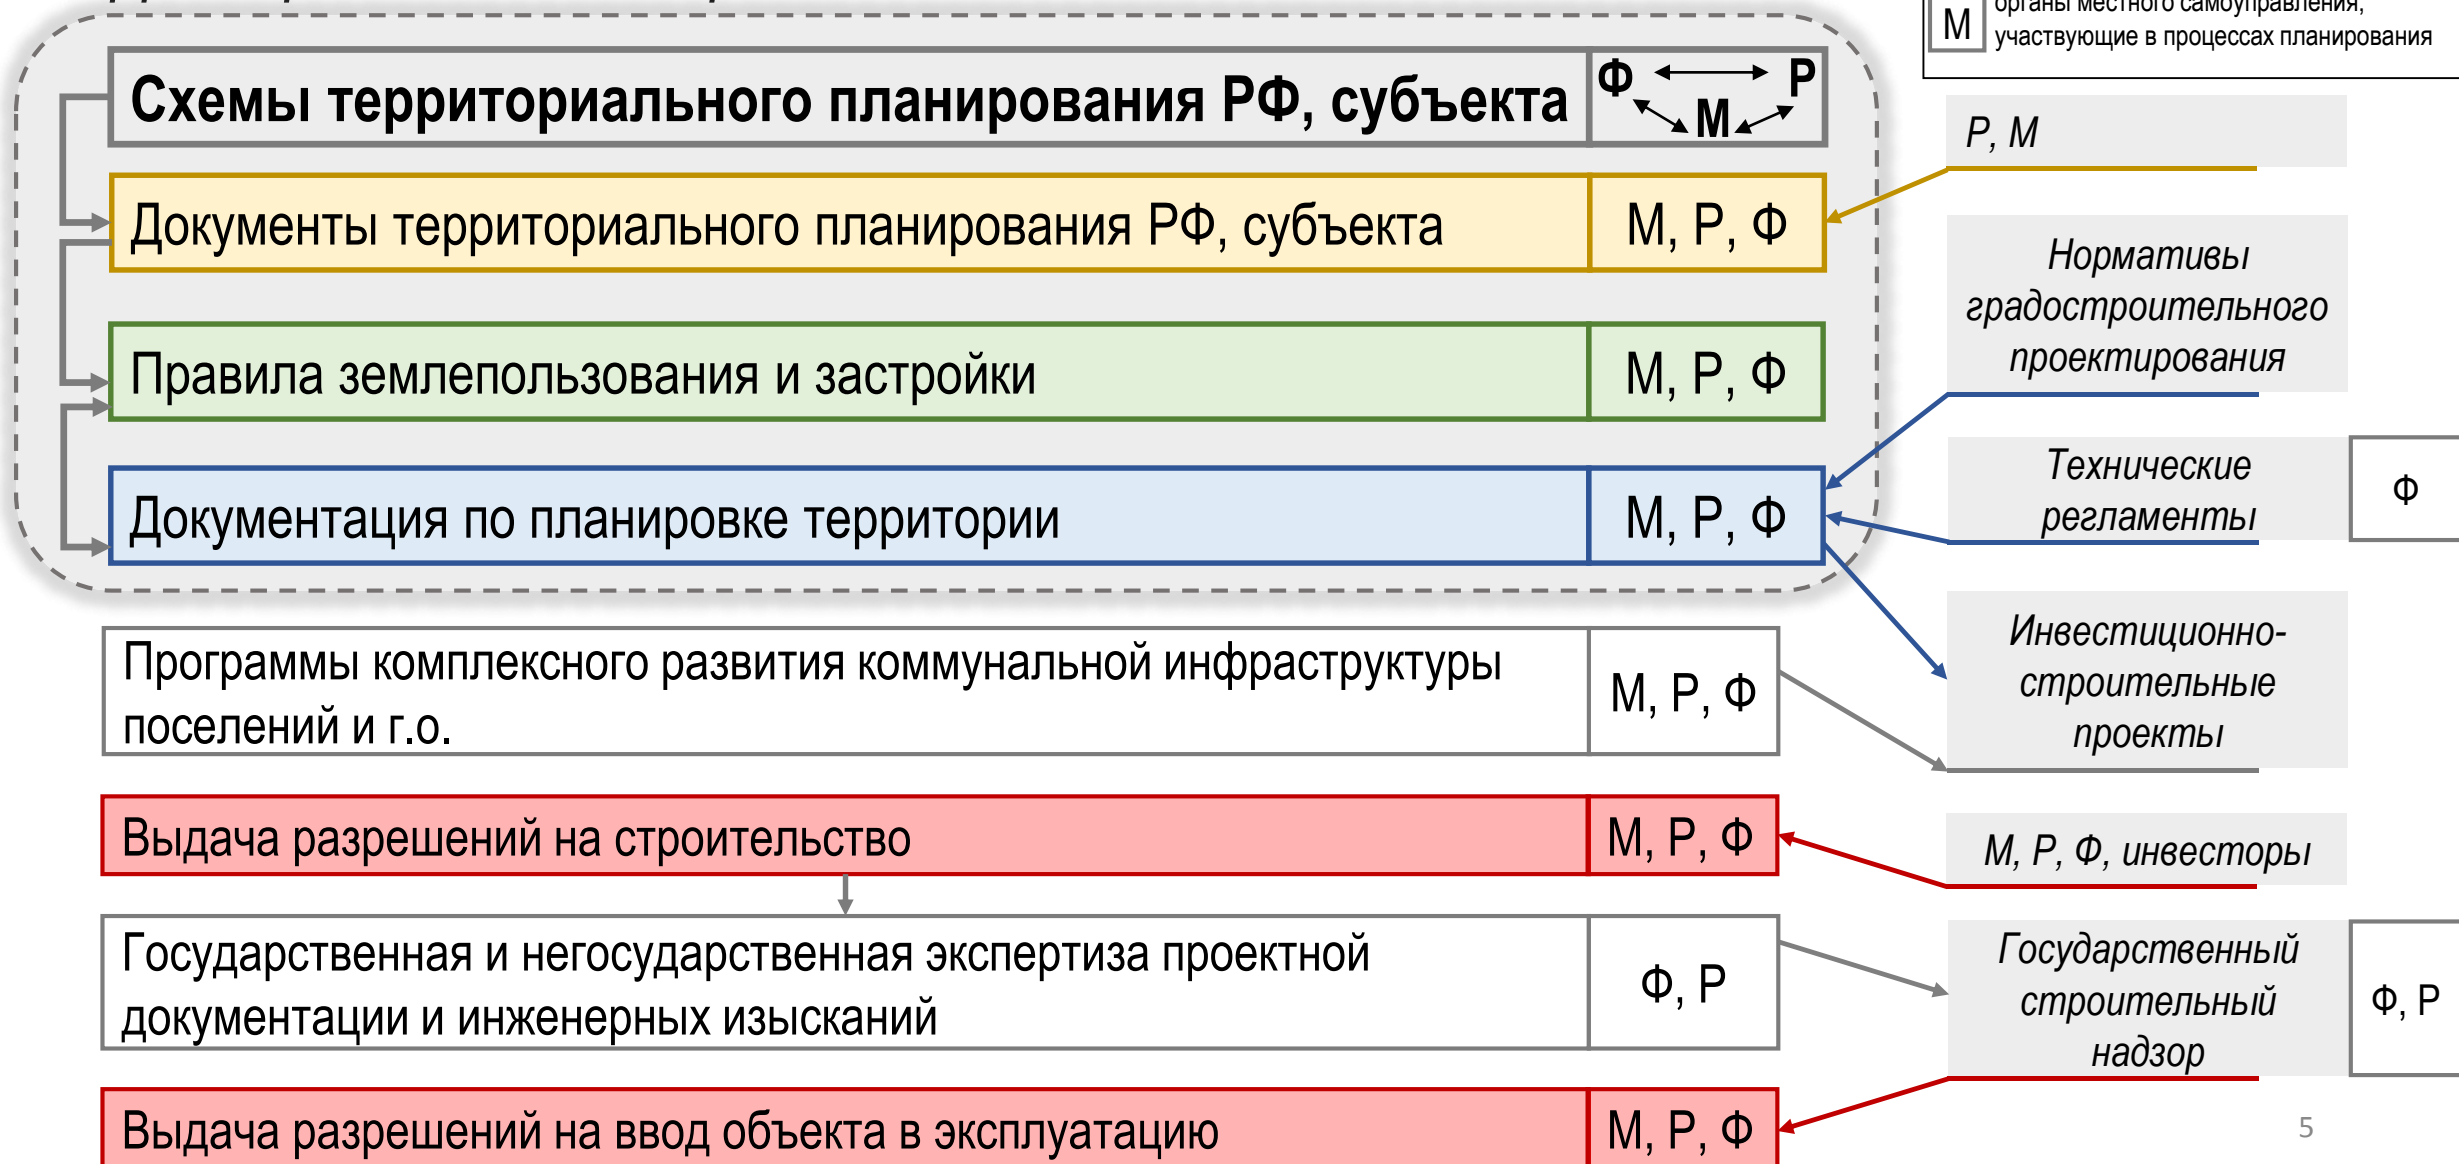 органы местного самоуправления,
М
участвующие в процессах планирования
Схемы территориального планирования РФ, субъекта
Ф Р
М
Р, М
Документы территориального планирования РФ, субъекта
М, Р, Ф
Нормативы
градостроительного
проектирования
Правила землепользования и застройки
М, Р, Ф
Технические
регламенты
Ф
Документация по планировке территории
М, Р, Ф
Инвестиционно-
строительные
проекты
Программы комплексного развития коммунальной инфраструктуры
поселений и г.о.
М, Р, Ф
Выдача разрешений на строительство
М, Р, Ф
М, Р, Ф, инвесторы
Государственная и негосударственная экспертиза проектной
документации и инженерных изысканий
Ф, Р
Государственный
строительный
надзор
Ф, Р
Выдача разрешений на ввод объекта в эксплуатацию
М, Р, Ф
5